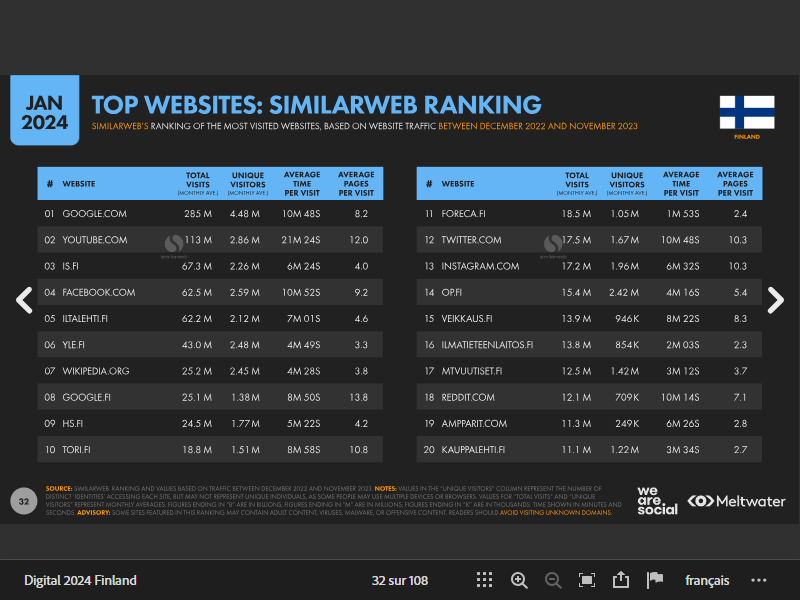 JAN
2024
TOP WEBSITES: SIMILARWEB RANKING
SIMILARWEB'S RANKING OF THE MOST VISITED WEBSITES, BASED ON WEBSITE TRAFFIC BETWEEN DECEMBER 2022 AND NOVEMBER 2023
FINLAND
# WEBSITE TOTAL VISITS (MONTHLY AVE.) UNIQUE VISITORS (MONTHLY AVE.) AVERAGE TIME PER VISIT AVERAGE PAGES PER VISIT
01 GOOGLE.COM 285 M 4.48 M 10M 48S 8.2
02 YOUTUBE.COM 113 M 2.86 M 21M 24S 12.0
03 IS.FI 67.3 M 2.26 M 6M 24S 4.0
04 FACEBOOK.COM 62.5 M 2.59 M 10M 52S 9.2
05 ILTALEHTI.FI 62.2 M 2.12 M 7M 01S 4.6
06 YLE.FI 43.0 M 2.48 M 4M 49S 3.3
07 WIKIPEDIA.ORG 25.2 M 2.45 M 4M 28S 3.8
08 GOOGLE.FI 25.1 M 1.38 M 8M 50S 13.8
09 HS.FI 24.5 M 1.77 M 5M 22S 4.2
10 TORI.FI 18.8 M 1.51 M 8M 58S 10.8
# WEBSITE TOTAL VISITS (MONTHLY AVE.) UNIQUE VISITORS (MONTHLY AVE.) AVERAGE TIME PER VISIT AVERAGE PAGES PER VISIT
11 FORECA.FI 18.5 M 1.05 M 1M 53S 2.4
12 TWITTER.COM 17.5 M 1.67 M 10M 48S 10.3
13 INSTAGRAM.COM 17.2 M 1.96 M 6M 32S 10.3
14 OP.FI 15.4 M 2.42 M 4M 16S 5.4
15 VEIKKAUS.FI 13.9 M 946 K 8M 22S 8.3
16 ILMATIETEENLAITOS.FI 13.8 M 854 K 2M 03S 2.3
17 MTVUUTISET.FI 12.5 M 1.42 M 3M 12S 3.7
18 REDDIT.COM 12.1 M 709 K 10M 14S 7.1
19 AMPPARIT.COM 11.3 M 249 K 6M 26S 2.8
20 KAUPPALEHTI.FI 11.1 M 1.22 M 3M 34S 2.7
32
SOURCE: SIMILARWEB. RANKING AND VALUES BASED ON TRAFFIC BETWEEN DECEMBER 2022 AND NOVEMBER 2023. NOTES: VALUES IN THE "UNIQUE VISITORS" COLUMN REPRESENT THE NUMBER OF
DISTINCT 'IDENTITIES' ACCESSING EACH SITE, BUT MAY NOT REPRESENT UNIQUE INDIVIDUALS, AS SOME PEOPLE MAY USE MULTIPLE DEVICES OR BROWSERS. VALUES FOR "TOTAL VISITS" AND "UNIQUE
VISITORS" REPRESENT MONTHLY AVERAGES. FIGURES ENDING IN "B" ARE IN BILLIONS; FIGURES ENDING IN "M" ARE IN MILLIONS; FIGURES ENDING IN "K" ARE IN THOUSANDS. TIME SHOWN IN MINUTES AND
SECONDS. ADVISORY: SOME SITES FEATURED IN THIS RANKING MAY CONTAIN ADULT CONTENT, VIRUSES, MALWARE, OR OFFENSIVE CONTENT. READERS SHOULD AVOID VISITING UNKNOWN DOMAINS.
we
are.
social
Meltwater
Digital 2024 Finland
32 sur 108
français